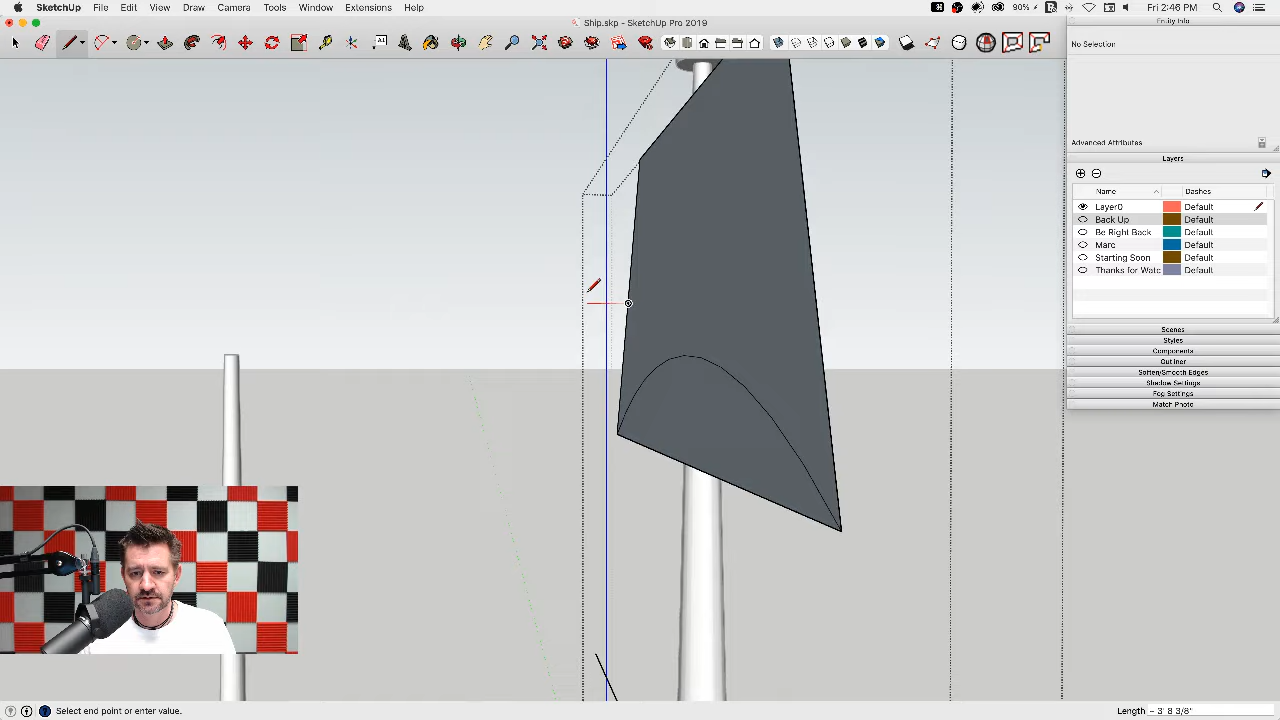 SketchUp File Edit View Draw Camera Tools Window Extensions Help
90% Fri 2:46 PM
Ship.skp - SketchUp Pro 2019
Entity Info
No Selection
Advanced Attributes
Layers
Name Dashes
Layer0 Default
Back Up Default
Be Right Back Default
Marc Default
Starting Soon Default
Thanks for Watc Default
Scenes
Styles
Components
Outliner
Soften/Smooth Edges
Shadow Settings
Fog Settings
Match Photo
Select end point or enter value.
Length ~ 3' 8 3/8"